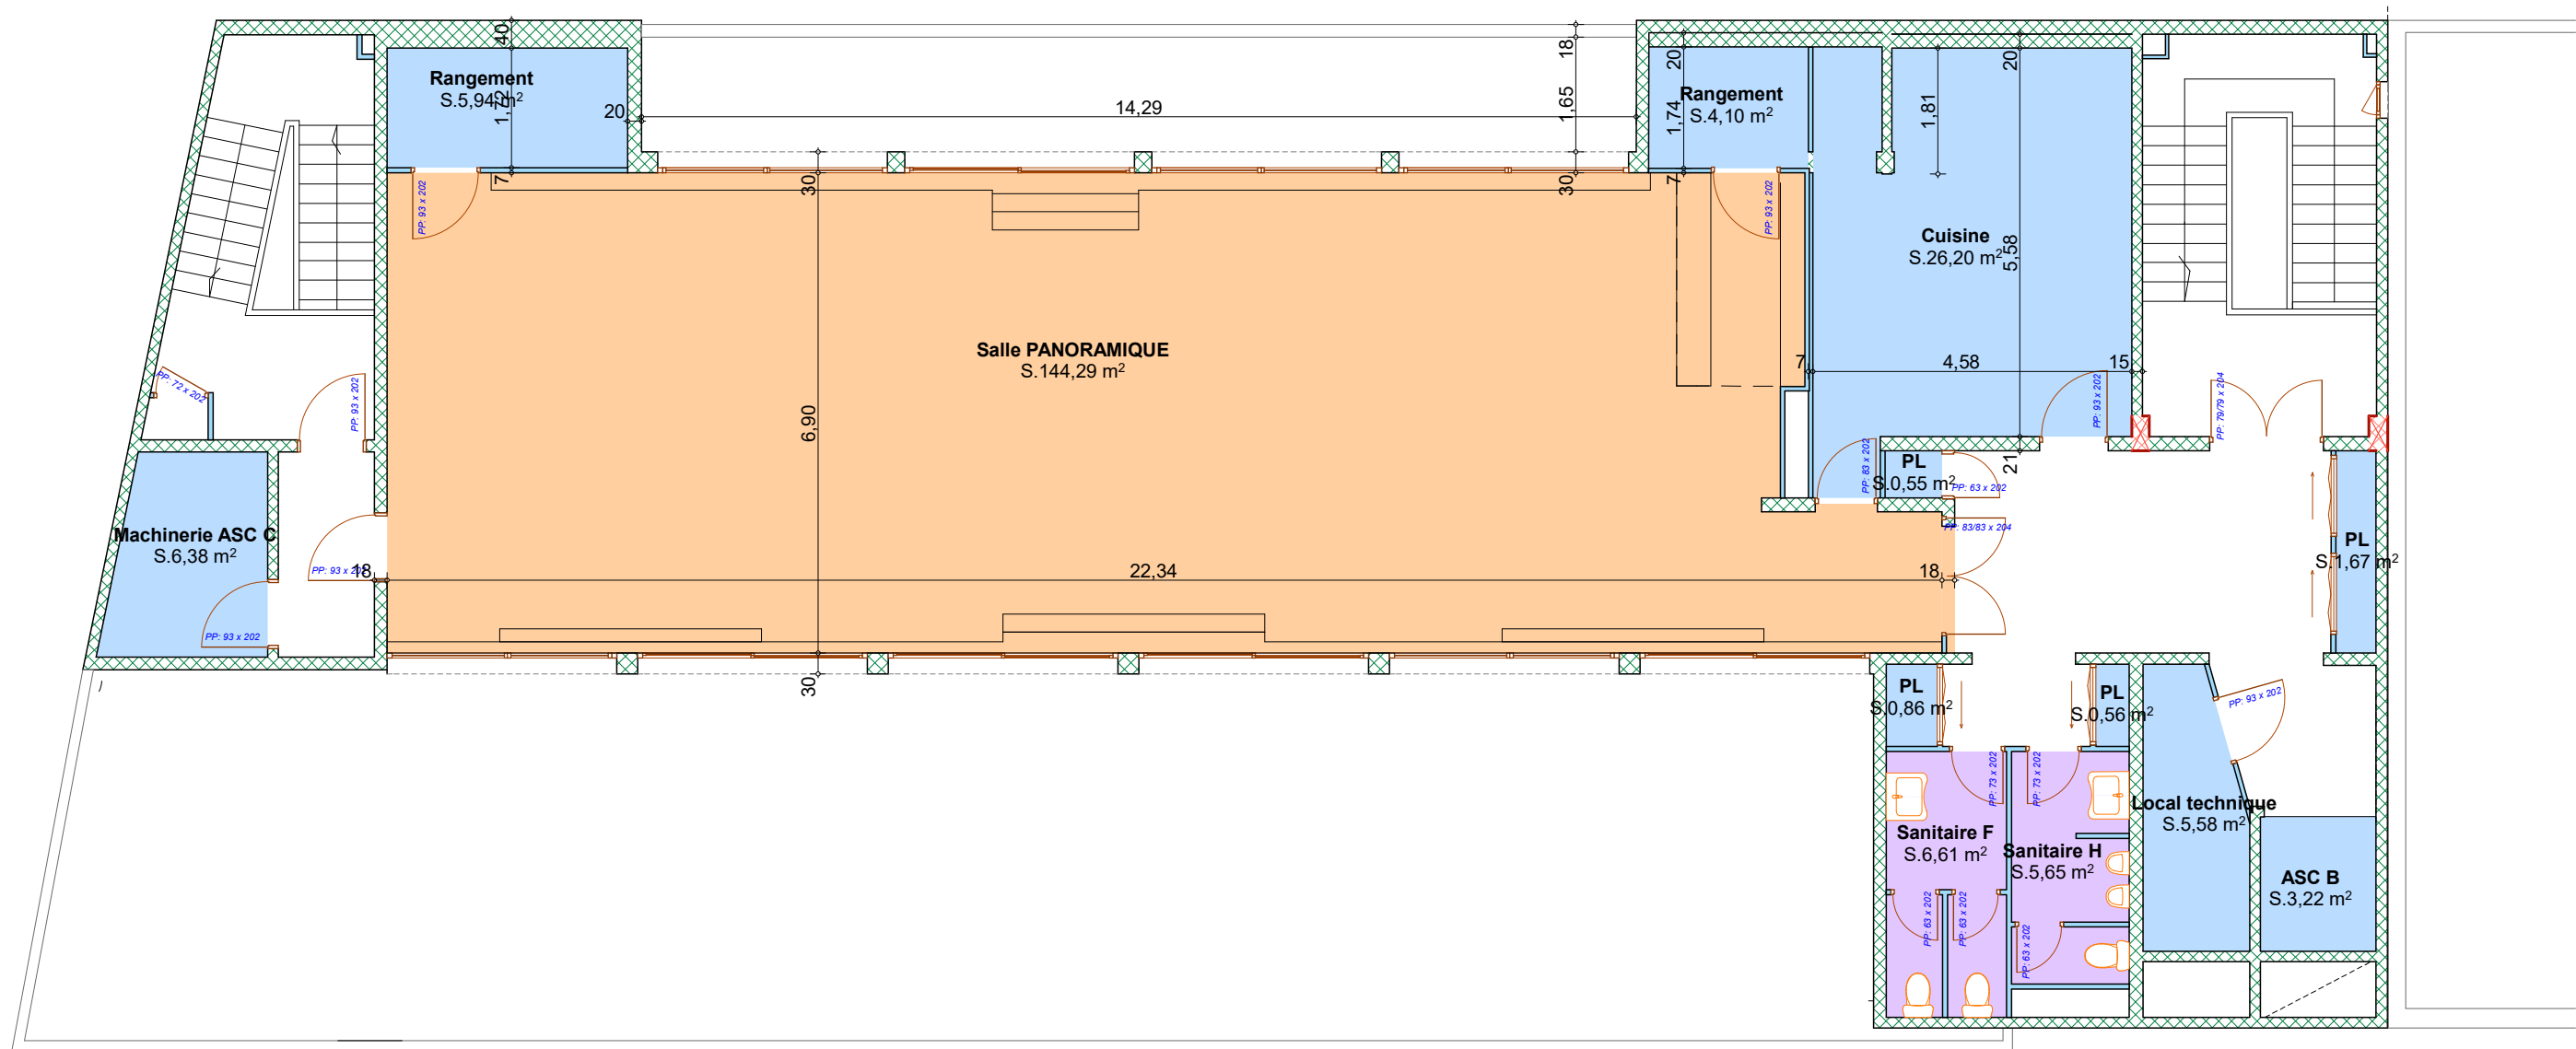 40
Rangement
S.5,94 m²
1,72
20
7
PP: 93 x 202
14,29
18
1,65
30
30
20
Rangement
S.4,10 m²
1,74
7
PP: 93 x 202
20
1,81
Cuisine
S.26,20 m²
5,58
Salle PANORAMIQUE
S.144,29 m²
7
4,58
15
PP: 72 x 202
PP: 93 x 202
PP: 93 x 202
PP: 79/79 x 204
6,90
21
PP: 83 x 202
PL
S.0,55 m²
PP: 63 x 202
PP: 83/83 x 204
Machinerie ASC C
S.6,38 m²
PP: 93 x 202
18
22,34
18
PL
S.1,67 m²
PP: 93 x 202
30
PL
S.0,86 m²
PL
S.0,56 m²
PP: 93 x 202
PP: 73 x 202
PP: 73 x 202
Local technique
S.5,58 m²
Sanitaire F
S.6,61 m²
Sanitaire H
S.5,65 m²
ASC B
S.3,22 m²
PP: 63 x 202
PP: 63 x 202
PP: 63 x 202